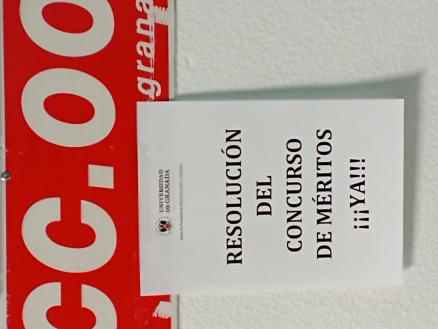 CC.OO
grana
UNIVERSIDAD
DE GRANADA
RESOLUCIÓN
DEL
CONCURSO
DE MÉRITOS
¡¡¡YA!!!